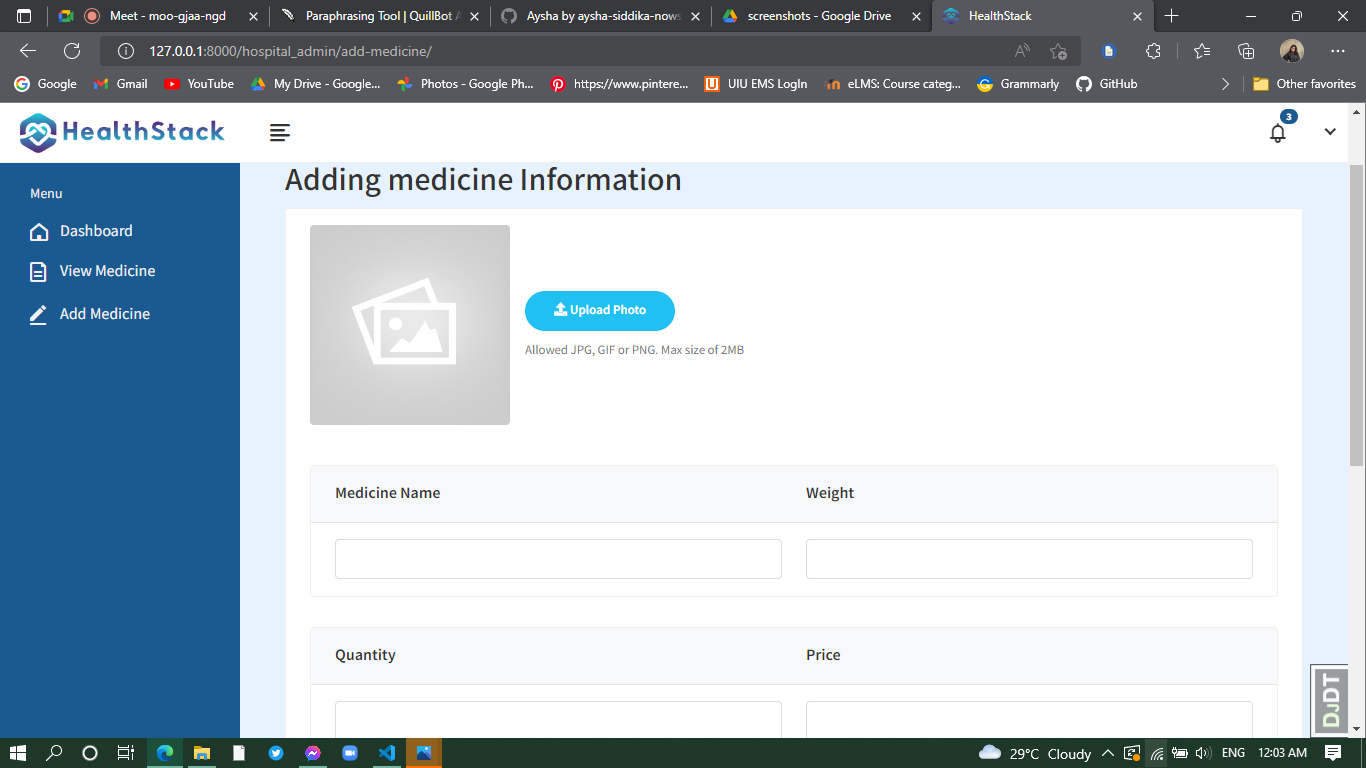 Meet - moo-gjaa-ngd
Paraphrasing Tool | QuillBot A
Aysha by aysha-siddika-nows
screenshots - Google Drive
HealthStack
127.0.0.1:8000/hospital_admin/add-medicine/
Google
Gmail
YouTube
My Drive - Google...
Photos - Google Ph...
https://www.pintere...
UIU EMS LogIn
eLMS: Course categ...
Grammarly
GitHub
Other favorites
HealthStack
3
Menu
Dashboard
View Medicine
Add Medicine
Adding medicine Information
Upload Photo
Allowed JPG, GIF or PNG. Max size of 2MB
Medicine Name
Weight
Quantity
Price
DjDT
29°C Cloudy
ENG
12:03 AM